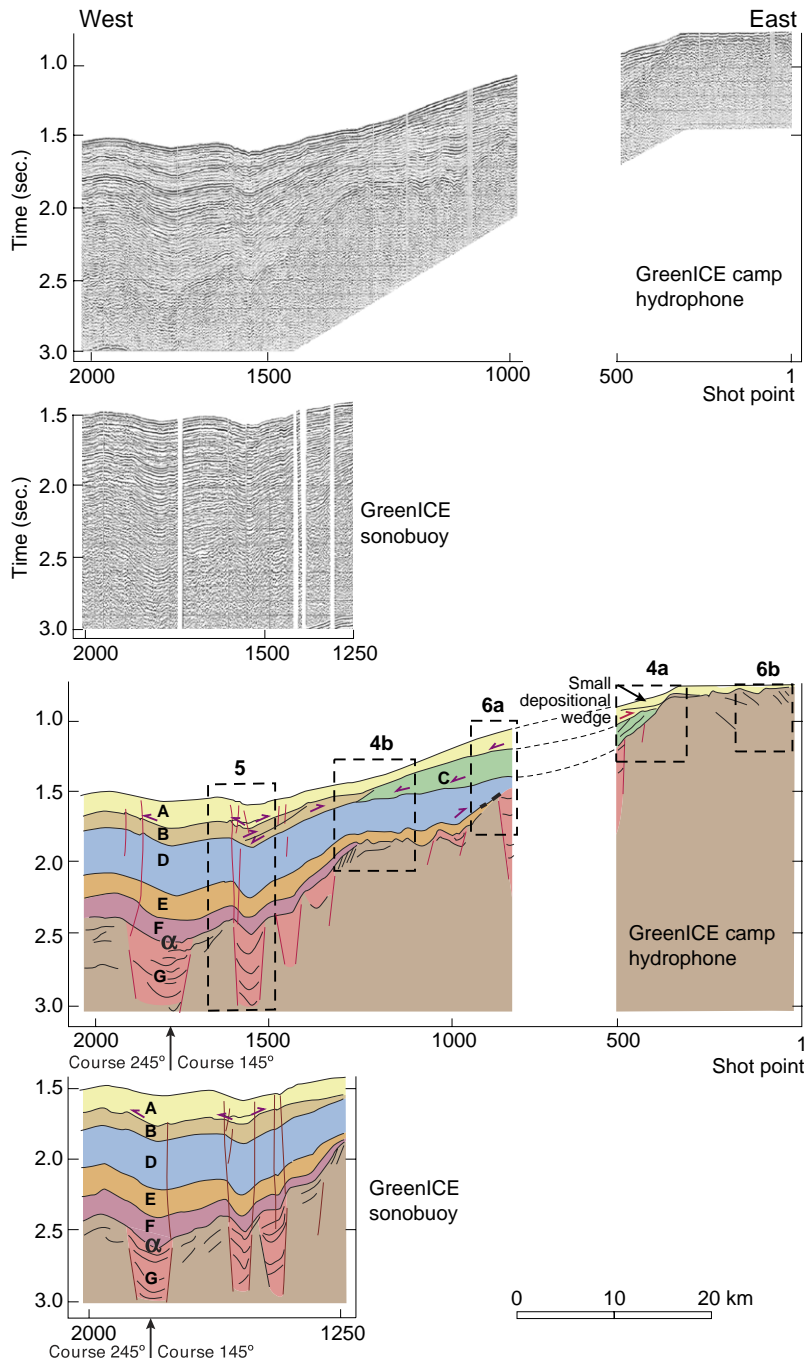 West
East
1.0
1.5
2.0
2.5
3.0
Time (sec.)
GreenICE camp
hydrophone
2000
1500
1000
500
1
Shot point
1.5
2.0
2.5
3.0
Time (sec.)
GreenICE
sonobuoy
2000
1500
1250
4a
6b
Small
depositional
wedge
6a
4b
5
1.0
1.5
2.0
2.5
3.0
A
B
C
D
E
F
α
G
GreenICE camp
hydrophone
2000
1500
1000
500
1
Course 245º
Course 145º
Shot point
1.5
2.0
2.5
3.0
A
B
D
E
F
α
G
GreenICE
sonobuoy
2000
1250
Course 245º
Course 145º
0
10
20 km